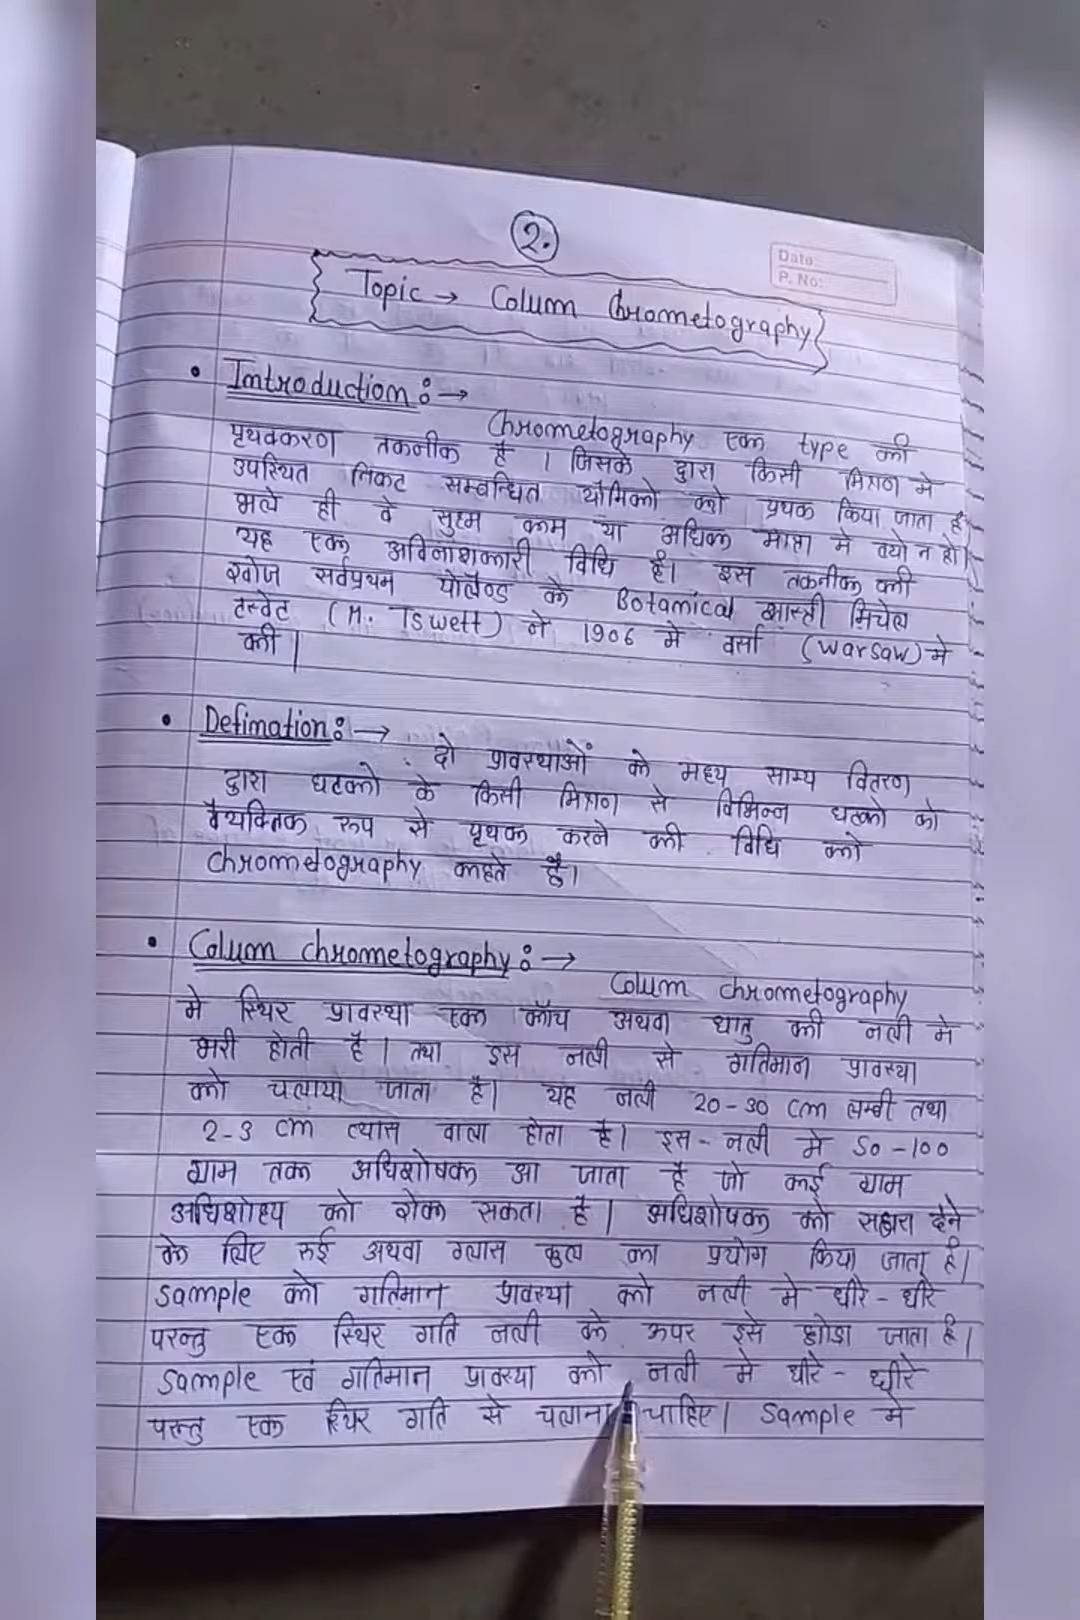 2.
Date:
P. No:
Topic → Colum Chrometography
• Introduction :→
Chrometography एक type की
पृथक्करण तकनीक है । जिसके द्वारा किसी मिश्रण मे
उपस्थित निकट सम्बन्धित यौगिको को प्रथक किया जाता है
भले ही वे सुक्ष्म कम या अधिक मात्रा मे क्यो न हो।
यह एक अविनाशकारी विधि है। इस तकनीक की
खोज सर्वप्रथम पोलैण्ड के Botanical शास्त्री मिचेल
टस्वेट (M. Tswett) ने 1906 मे वर्सा (Warsaw) मे
की |
• Defination :→
दो प्रावस्थाओं के मध्य साम्य वितरण
द्वारा घटको के किसी मिश्रण से विभिन्न घटको को
वैयक्तिक रूप से पृथक करने की विधि को
Chrometography कहते है।
• Colum chrometography :→
Colum chrometography
मे स्थिर प्रावस्था एक कॉच अथवा धातु की नली मे
भरी होती है । तथा इस नली से गतिमान प्रावस्था
को चलाया जाता है। यह नली 20-30 cm लम्बी तथा
2-3 cm व्यास वाला होता है। इस - नली मे 50-100
ग्राम तक अधिशोषक आ जाता है जो कई ग्राम
अधिशोष्य को रोक सकता है | अधिशोषक को सहारा देने
के लिए रुई अथवा ग्लास वुल का प्रयोग किया जाता है।
sample को गतिमान प्रावस्था को नली मे धीरे - धीरे
परन्तु एक स्थिर गति नली के ऊपर इसे छोडा जाता है।
sample एवं गतिमान प्रावस्था को नली मे धीरे - धीरे
परन्तु एक स्थिर गति से चलाना चाहिए| Sample मे